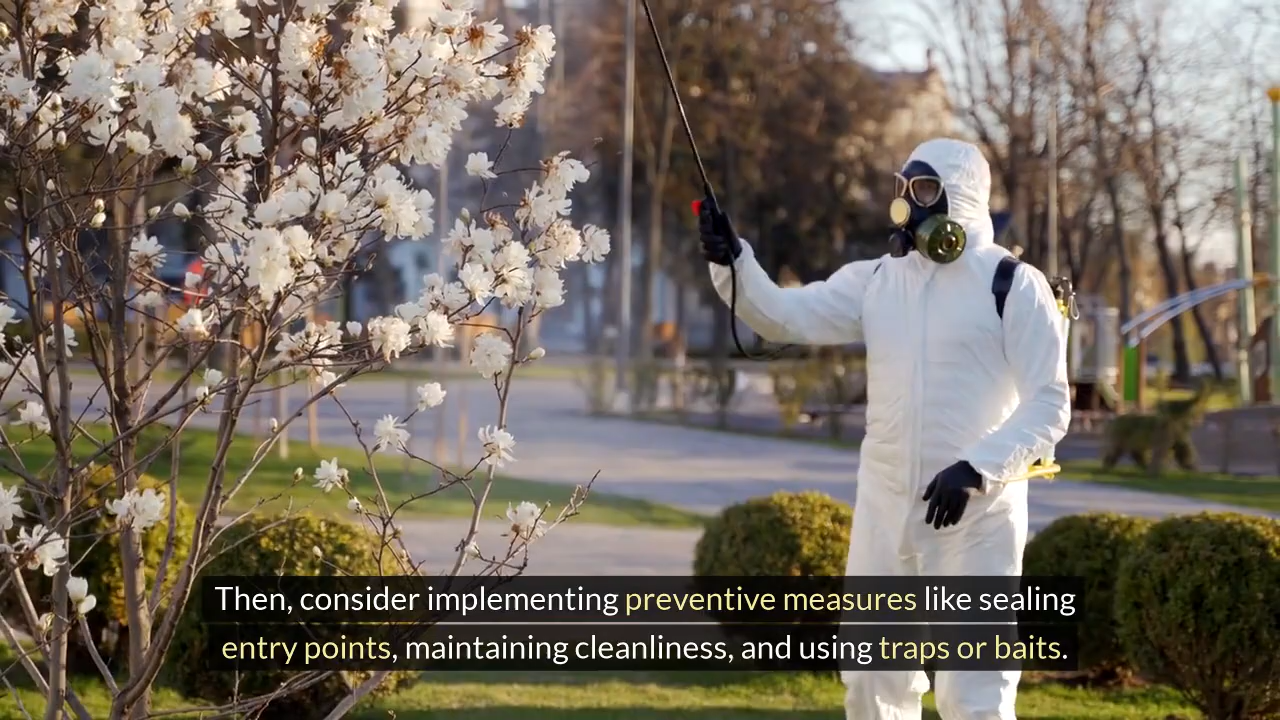 Then, consider implementing preventive measures like sealing
entry points, maintaining cleanliness, and using traps or baits.